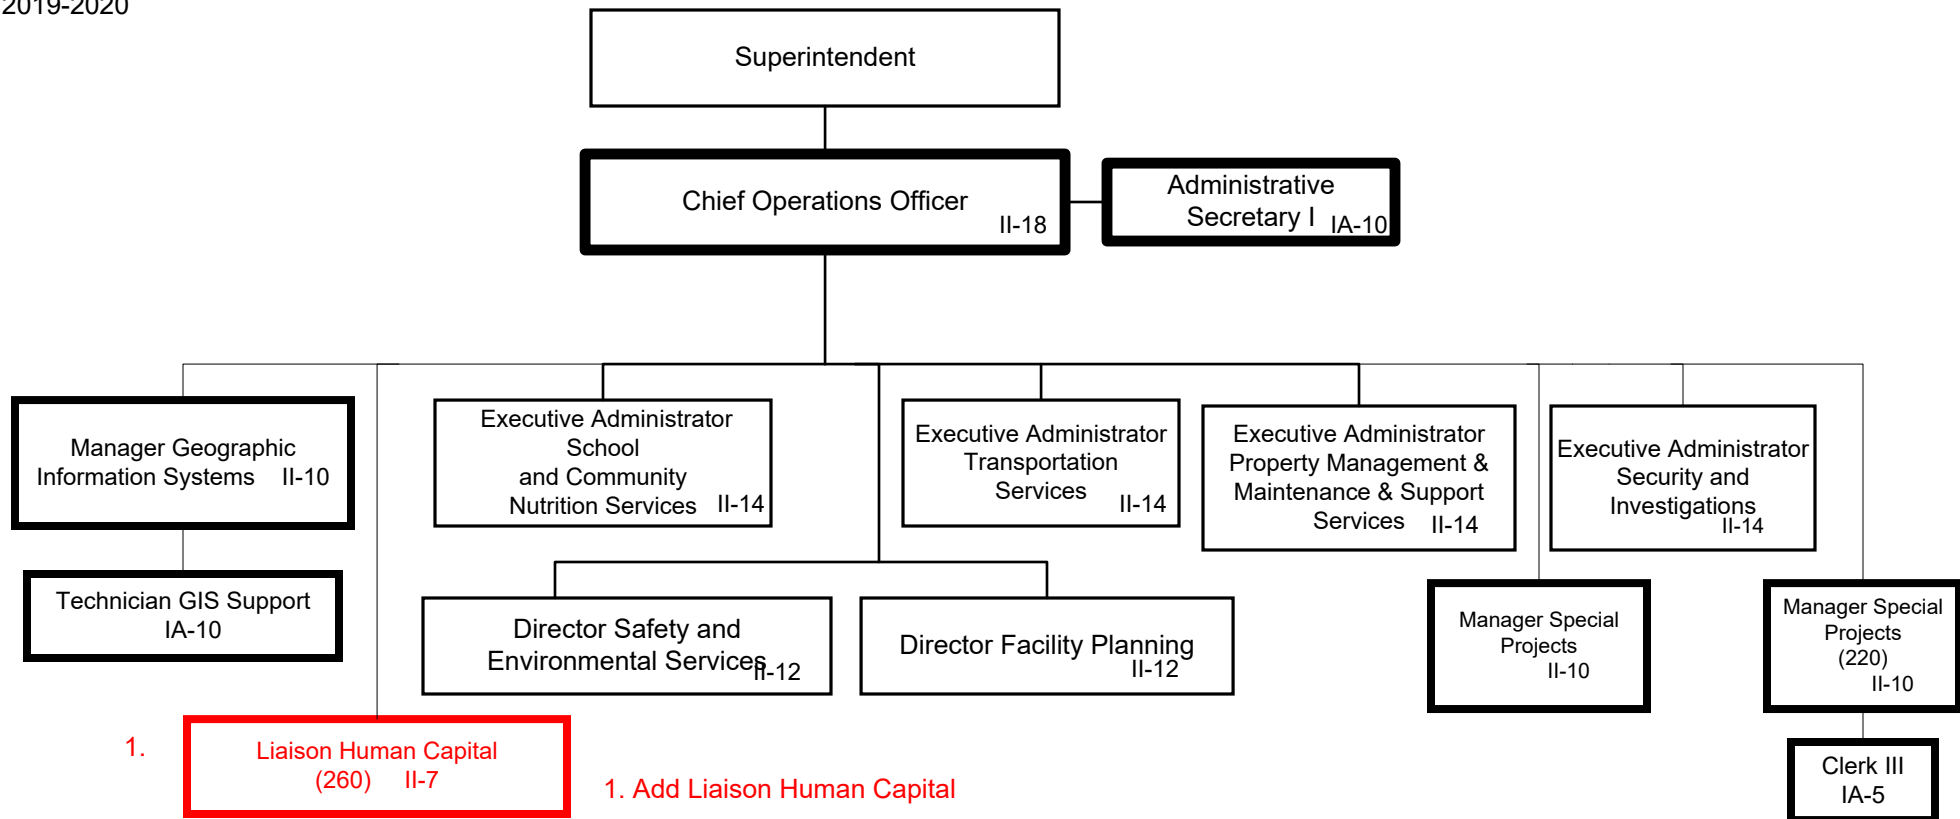 2019-2020
Superintendent
Chief Operations Officer
II-18
Administrative
Secretary I IA-10
Manager Geographic
Information Systems II-10
Executive Administrator
School
and Community
Nutrition Services II-14
Executive Administrator
Transportation
Services
II-14
Executive Administrator
Property Management &
Maintenance & Support
Services II-14
Executive Administrator
Security and
Investigations
II-14
Technician GIS Support
IA-10
Director Safety and
Environmental Services
II-12
Director Facility Planning
II-12
Manager Special
Projects
II-10
Manager Special
Projects
(220)
II-10
1.
Liaison Human Capital
(260) II-7
1. Add Liaison Human Capital
Clerk III
IA-5